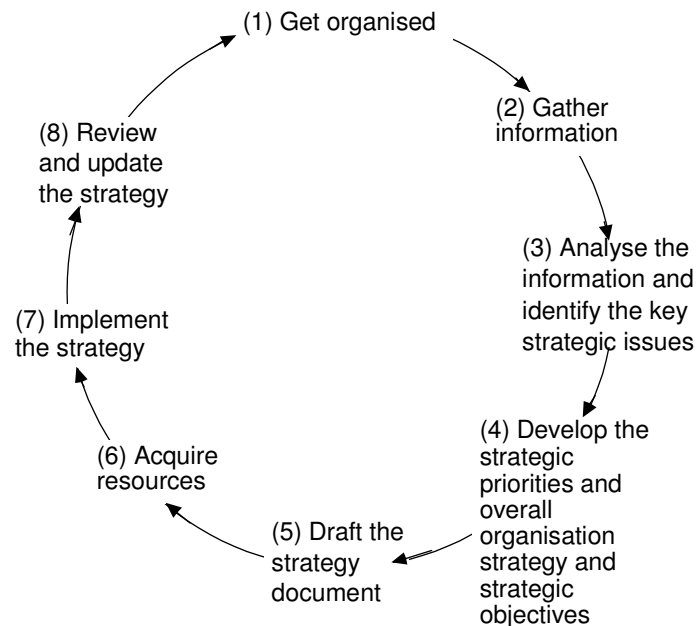 (1) Get organised
(2) Gather
information
(3) Analyse the
information and
identify the key
strategic issues
(4) Develop the
strategic
priorities and
overall
organisation
strategy and
strategic
objectives
(5) Draft the
strategy
document
(6) Acquire
resources
(7) Implement
the strategy
(8) Review
and update
the strategy